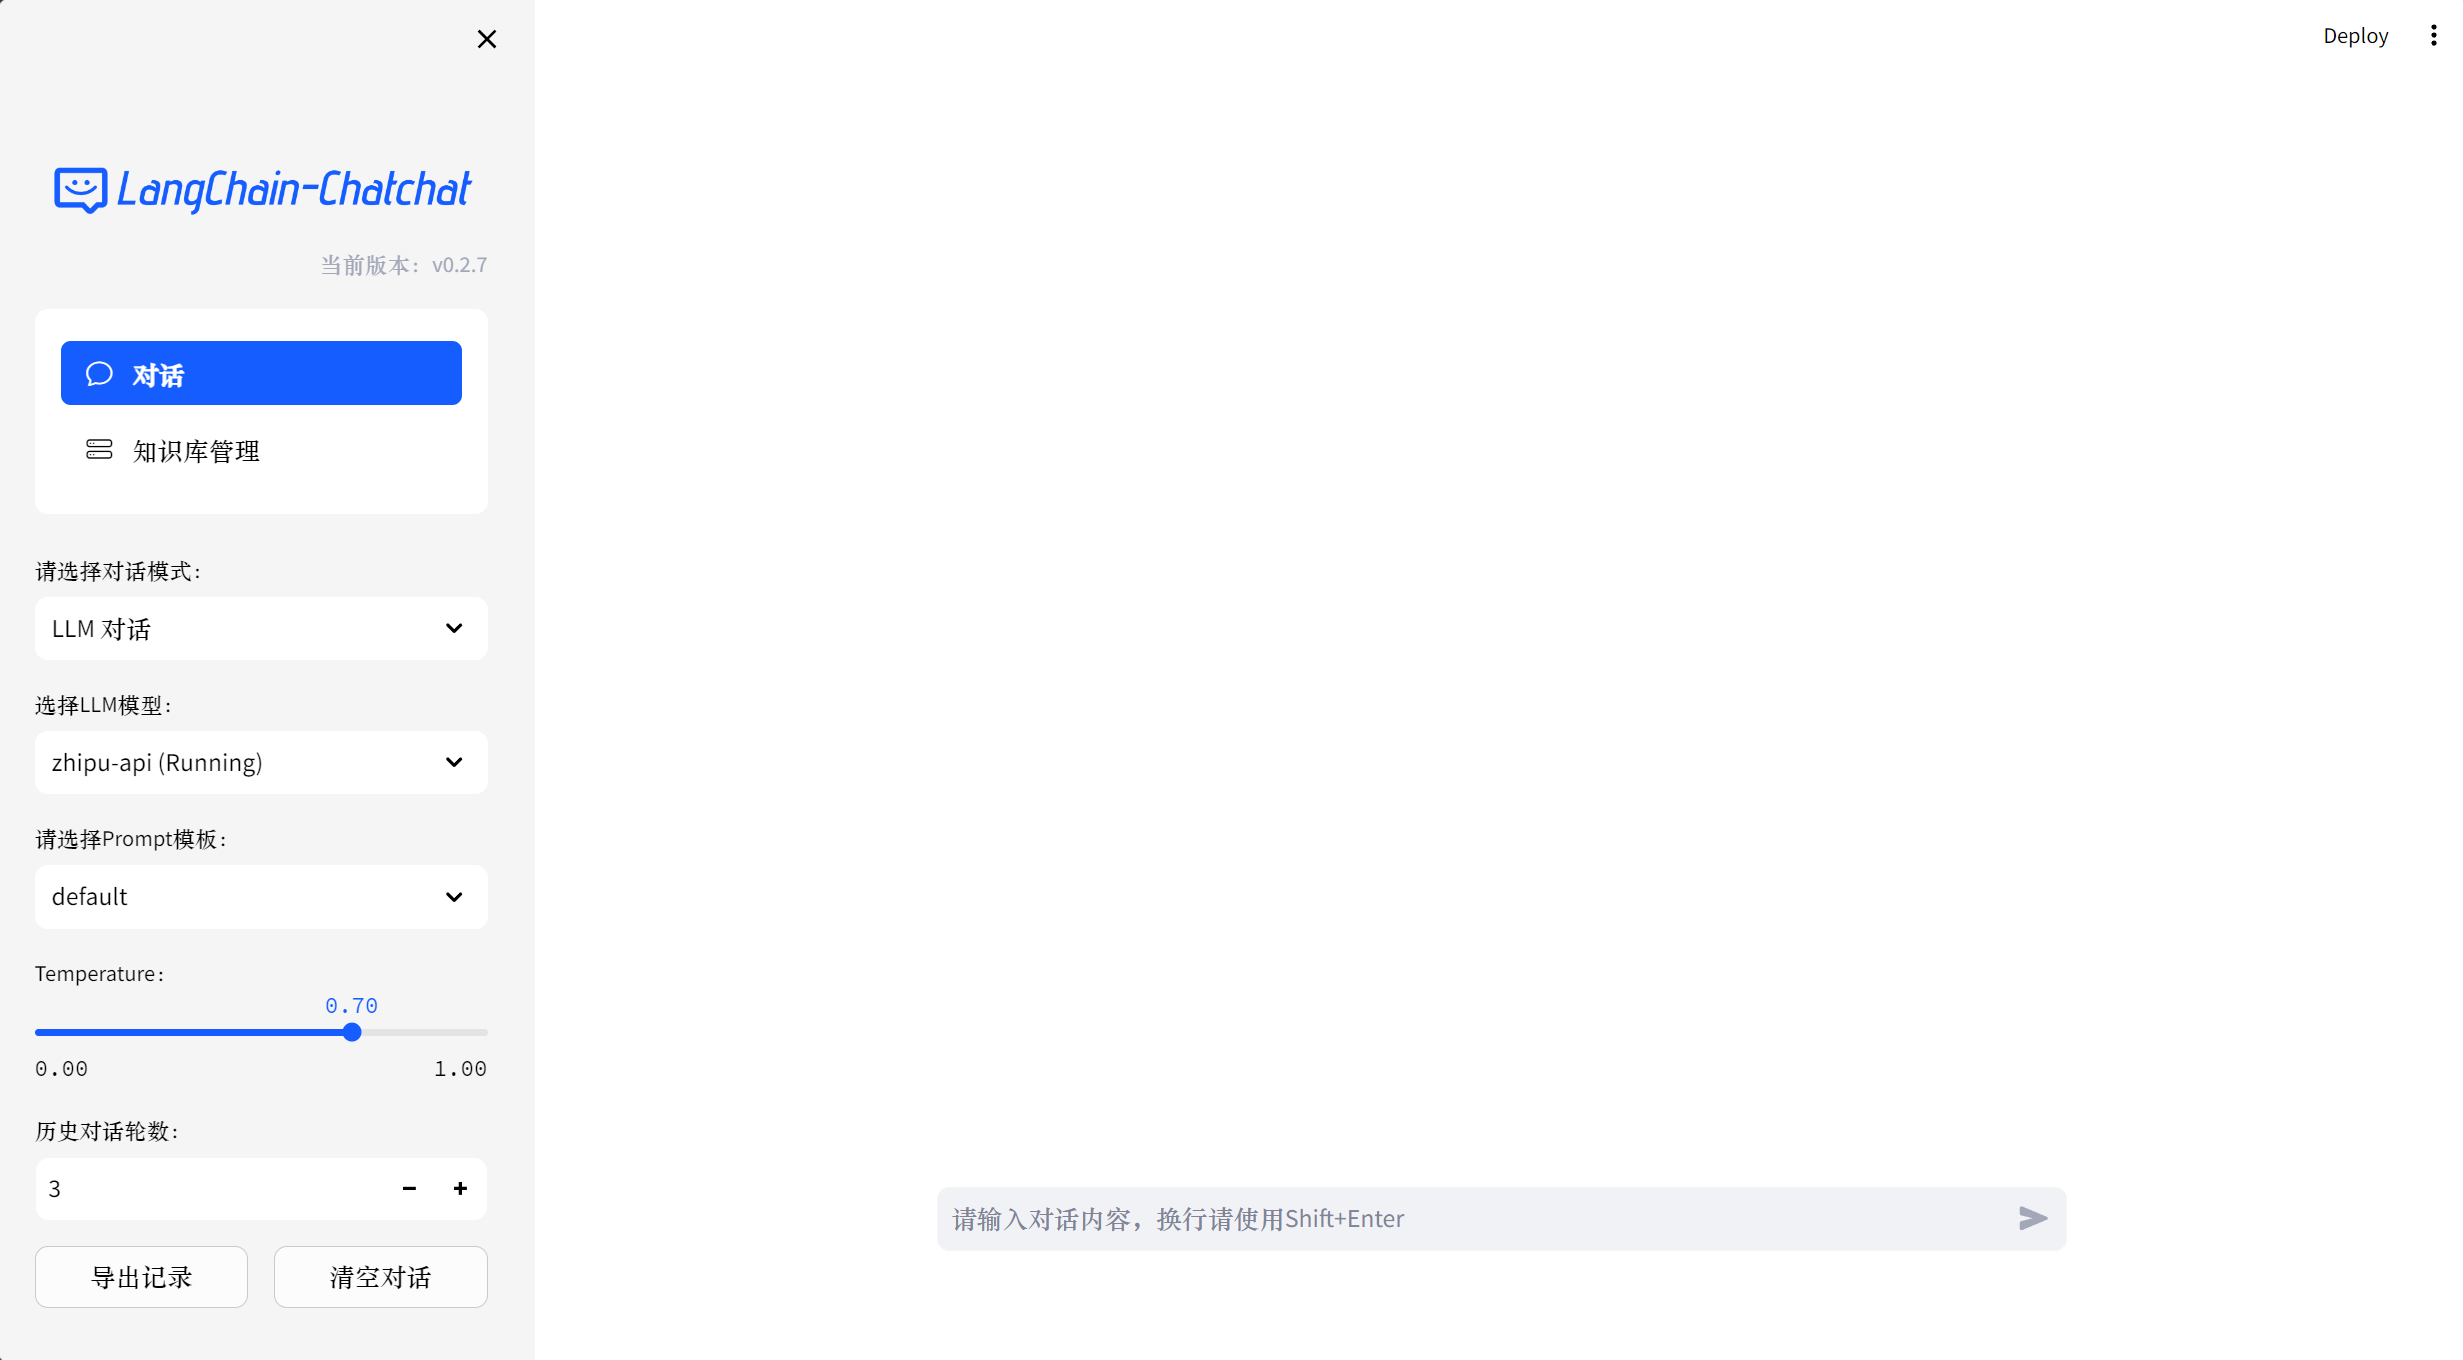 Deploy
LangChain-Chatchat
当前版本：v0.2.7
对话
知识库管理
请选择对话模式：
LLM 对话
选择LLM模型：
zhipu-api (Running)
请选择Prompt模板：
default
Temperature：
0.70
0.00 1.00
历史对话轮数：
3
导出记录 清空对话
请输入对话内容，换行请使用Shift+Enter